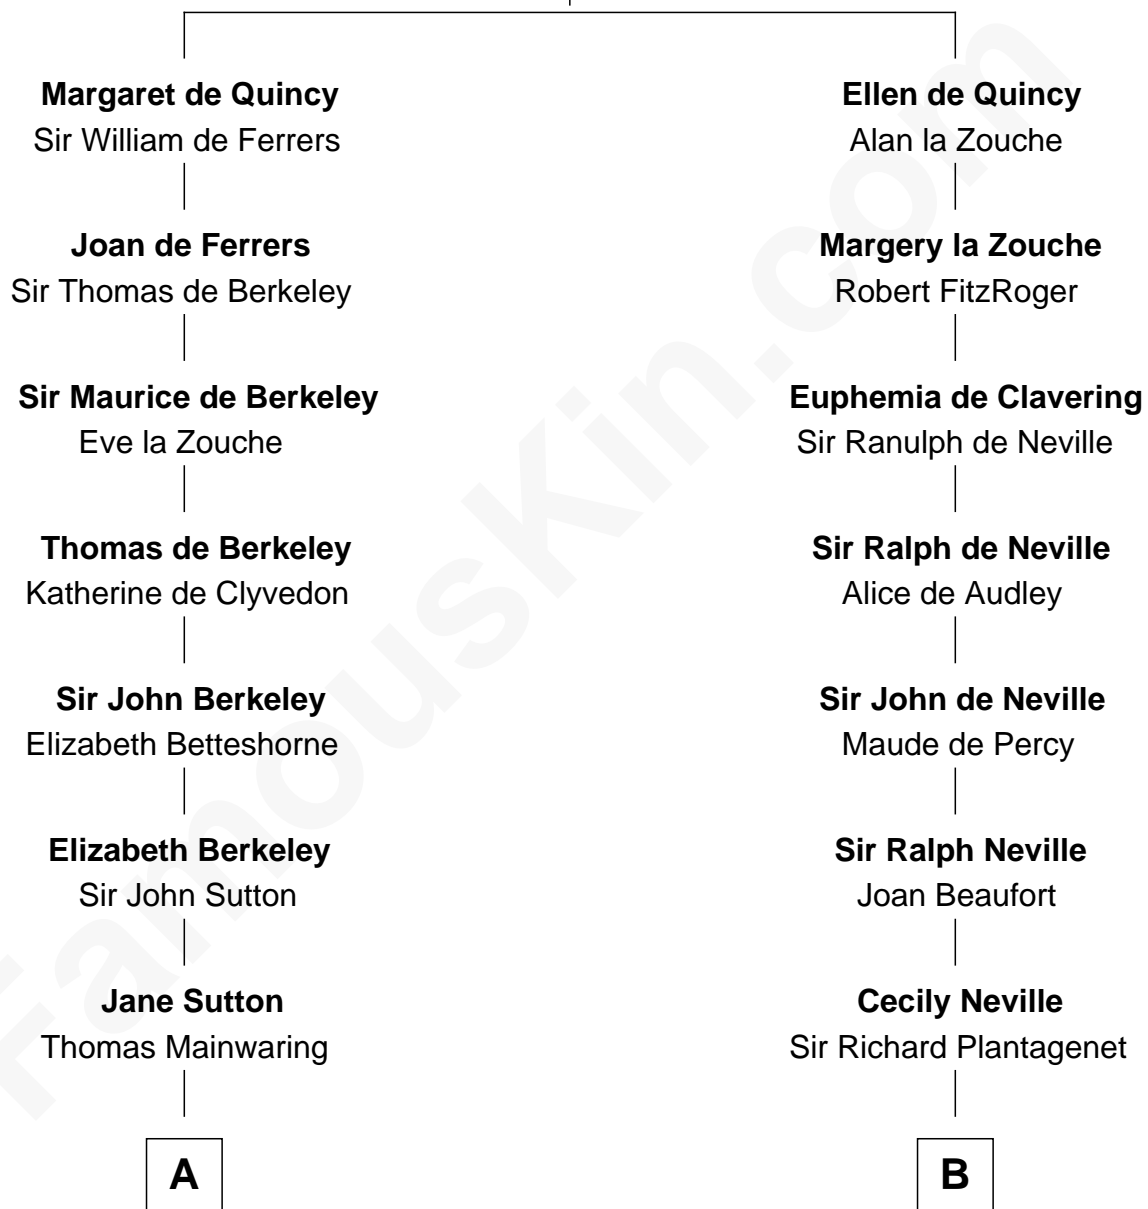 Margaret de Quincy
Sir William de Ferrers
Ellen de Quincy
Alan la Zouche
Joan de Ferrers
Sir Thomas de Berkeley
Margery la Zouche
Robert FitzRoger
Sir Maurice de Berkeley
Eve la Zouche
Euphemia de Clavering
Sir Ranulph de Neville
Thomas de Berkeley
Katherine de Clyvedon
Sir Ralph de Neville
Alice de Audley
Sir John Berkeley
Elizabeth Betteshorne
Sir John de Neville
Maude de Percy
Elizabeth Berkeley
Sir John Sutton
Sir Ralph Neville
Joan Beaufort
Jane Sutton
Thomas Mainwaring
Cecily Neville
Sir Richard Plantagenet
A
B
FamousKin.com